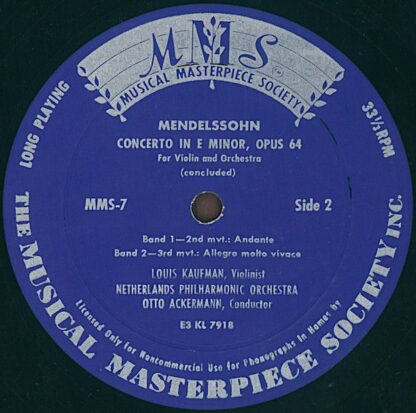 MMS
MUSICAL MASTERPIECE SOCIETY
LONG PLAYING
33⅓ RPM
MENDELSSOHN
CONCERTO IN E MINOR, OPUS 64
For Violin and Orchestra
(concluded)
MMS-7
Side 2
Band 1—2nd mvt.: Andante
Band 2—3rd mvt.: Allegro molto vivace
LOUIS KAUFMAN, Violinist
NETHERLANDS PHILHARMONIC ORCHESTRA
OTTO ACKERMANN, Conductor
E3 KL 7918
Licensed Only for Noncommercial Use for Phonographs in Homes by
THE MUSICAL MASTERPIECE SOCIETY INC.